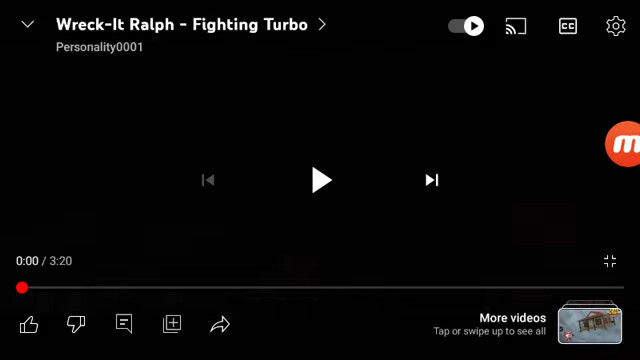 Wreck-It Ralph - Fighting Turbo
Personality0001
CC
0:00 / 3:20
More videos
Tap or swipe up to see all